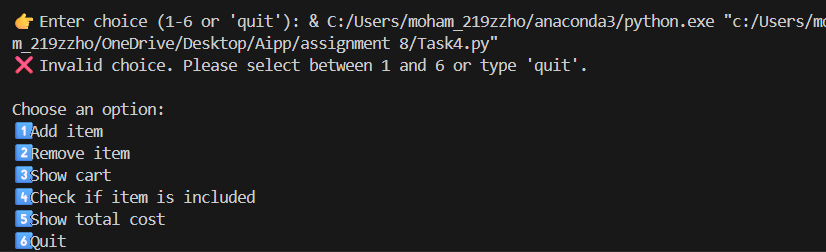 👉 Enter choice (1-6 or 'quit'): & C:/Users/moham_219zzho/anaconda3/python.exe "c:/Users/mo
m_219zzho/OneDrive/Desktop/Aipp/assignment 8/Task4.py"
❌ Invalid choice. Please select between 1 and 6 or type 'quit'.
Choose an option:
1️⃣Add item
2️⃣Remove item
3️⃣Show cart
4️⃣Check if item is included
5️⃣Show total cost
6️⃣Quit